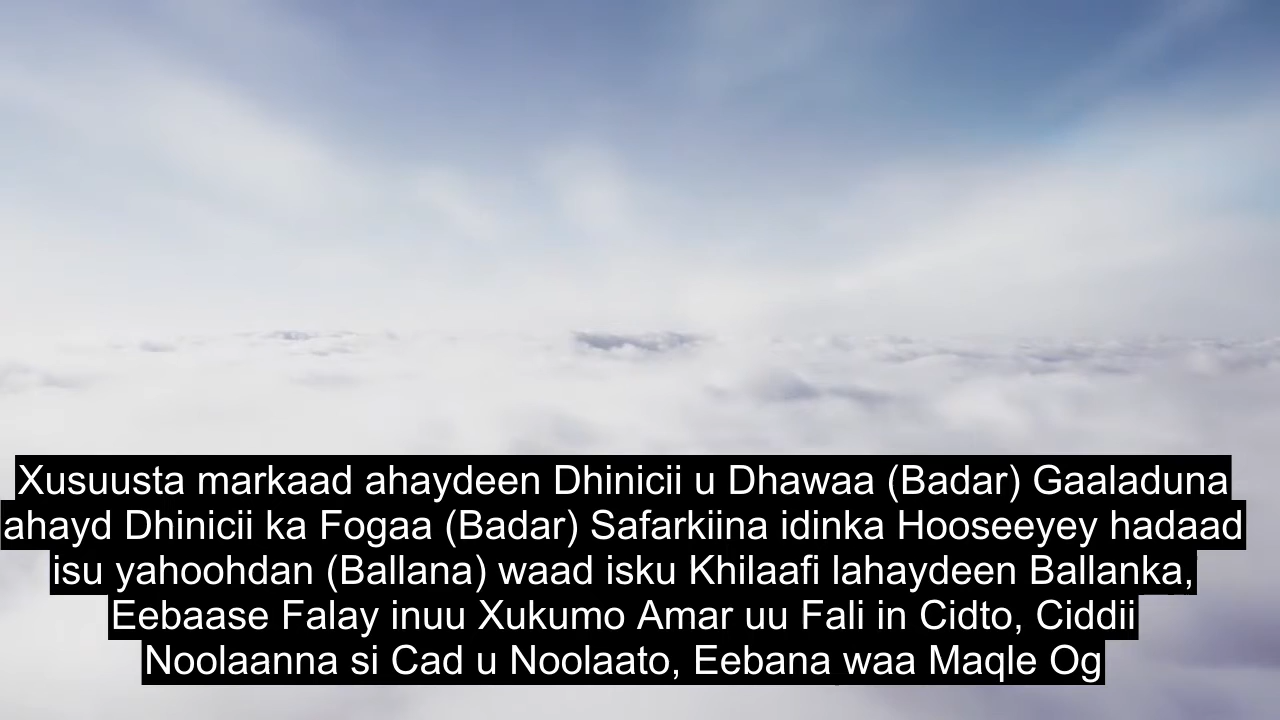 Xusuusta markaad ahaydeen Dhinicii u Dhawaa (Badar) Gaaladuna
ahayd Dhinicii ka Fogaa (Badar) Safarkiina idinka Hooseeyey hadaad
isu yahoohdan (Ballana) waad isku Khilaafi lahaydeen Ballanka,
Eebaase Falay inuu Xukumo Amar uu Fali in Cidto, Ciddii
Noolaanna si Cad u Noolaato, Eebana waa Maqle Og